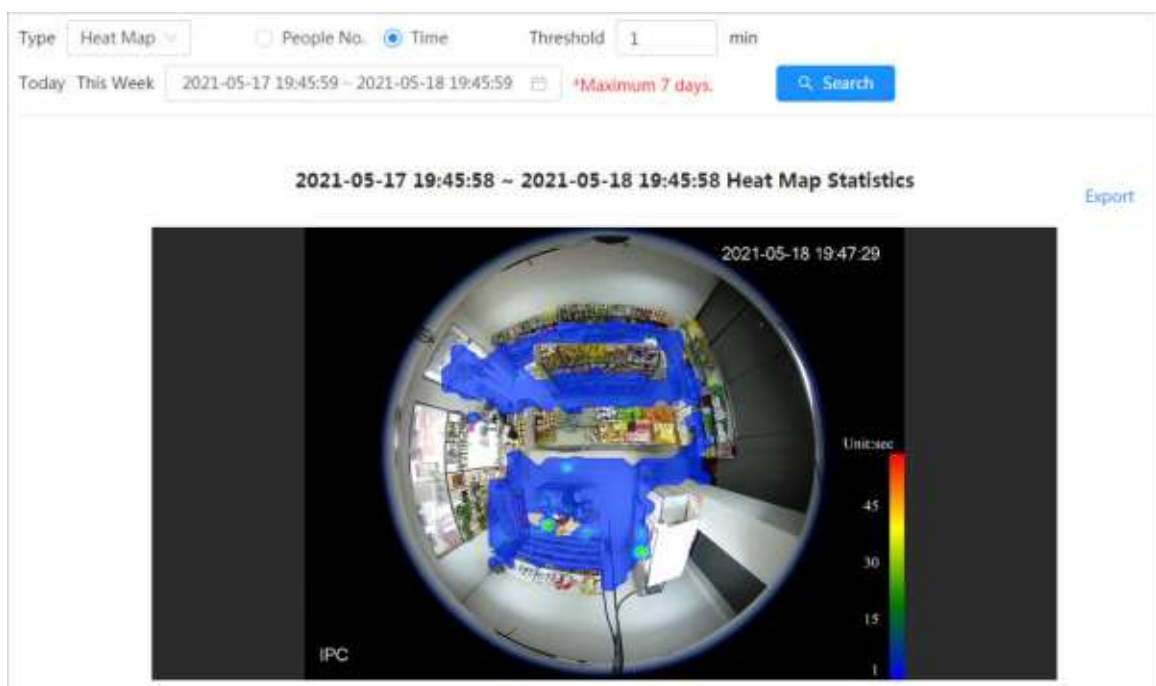 Type Heat Map People No. Time Threshold 1 min
Today This Week 2021-05-17 19:45:59 ~ 2021-05-18 19:45:59 *Maximum 7 days. Search
2021-05-17 19:45:58 ~ 2021-05-18 19:45:58 Heat Map Statistics
Export
2021-05-18 19:47:29
Unit:sec
45
30
15
1
IPC